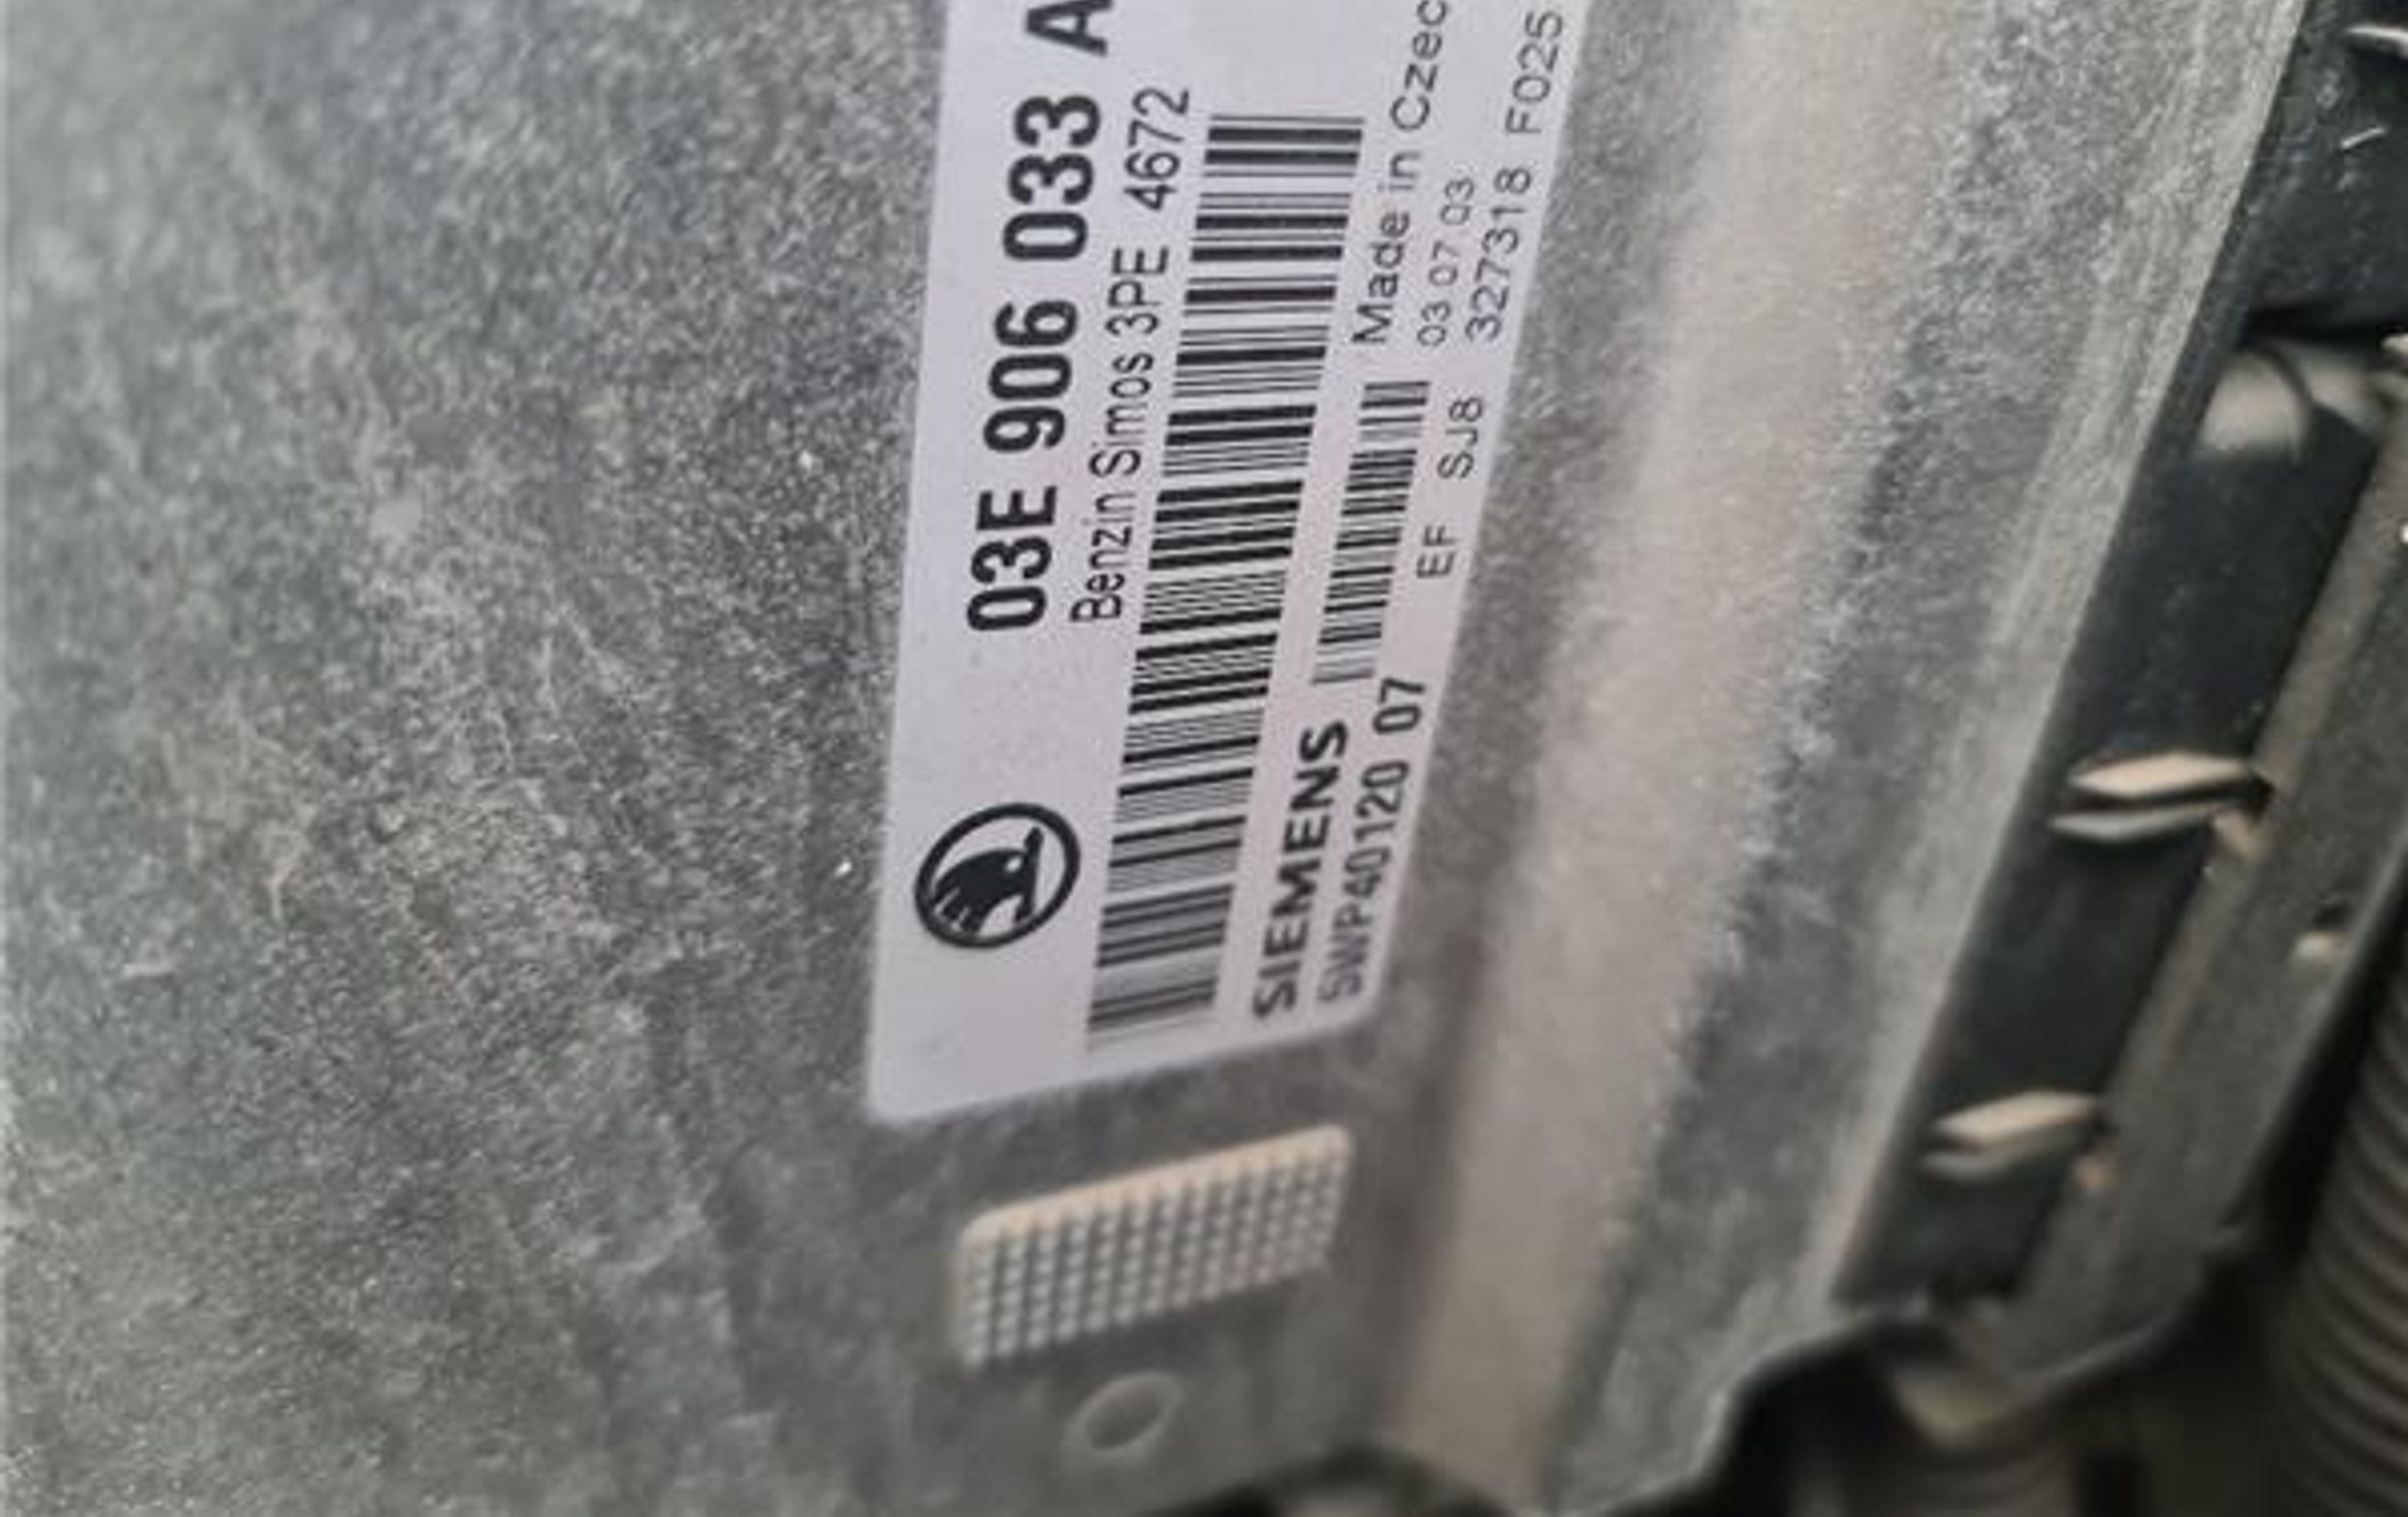 03E 906 033 A
Benzin Simos 3PE 4672
SIEMENS
5WP40120 07
Made in
03 07 03
EF SJ8 327318 F025